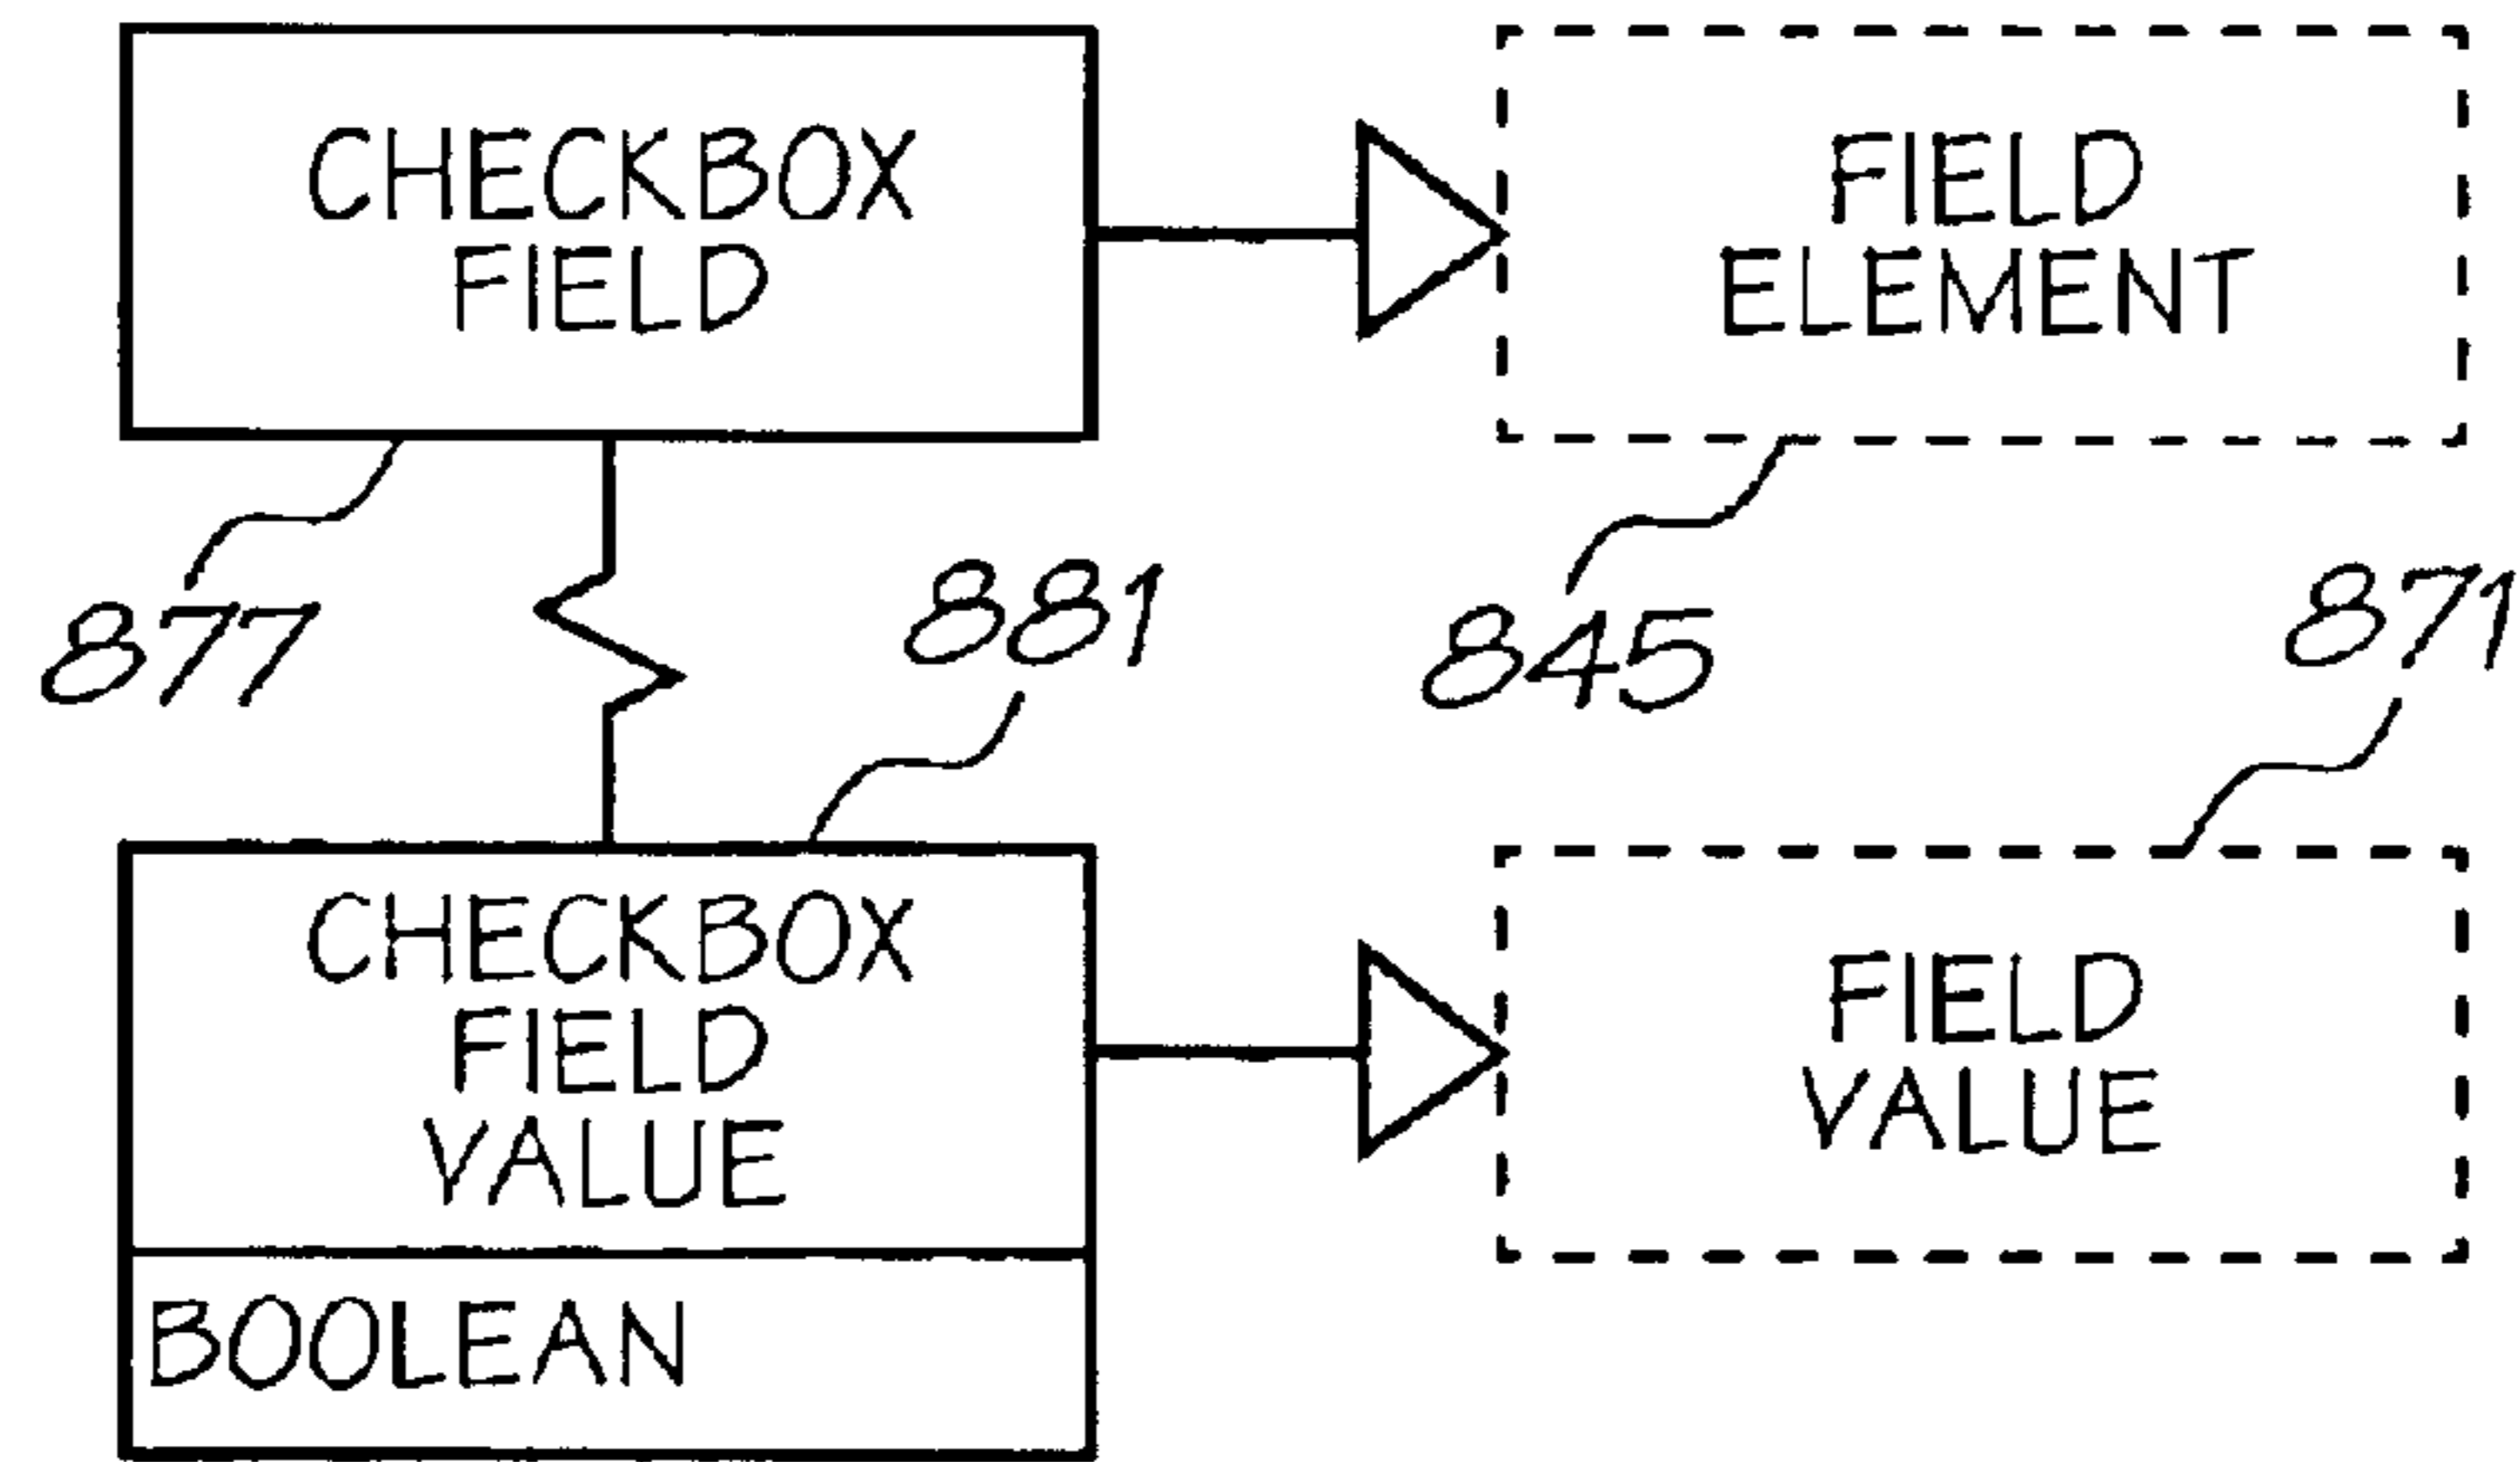 CHECKBOX
FIELD
FIELD
ELEMENT
877
881
845
871
CHECKBOX
FIELD
VALUE
BOOLEAN
FIELD
VALUE